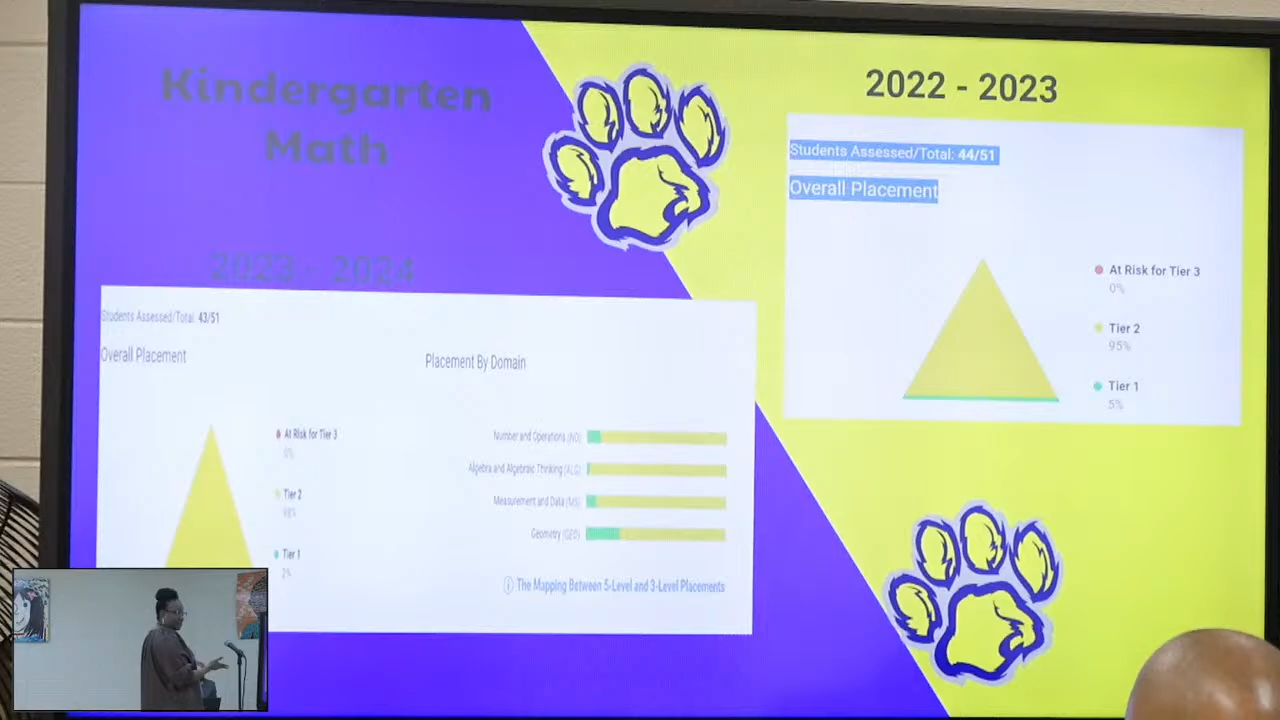 Kindergarten
Math
2023 - 2024
Students Assessed/Total: 43/51
Overall Placement
Placement By Domain
At Risk for Tier 3
0%
Tier 2
98%
Tier 1
2%
Number and Operations (NO)
Algebra and Algebraic Thinking (ALG)
Measurement and Data (MS)
Geometry (GEO)
The Mapping Between 5-Level and 3-Level Placements
2022 - 2023
Students Assessed/Total: 44/51
Overall Placement
At Risk for Tier 3
0%
Tier 2
95%
Tier 1
5%